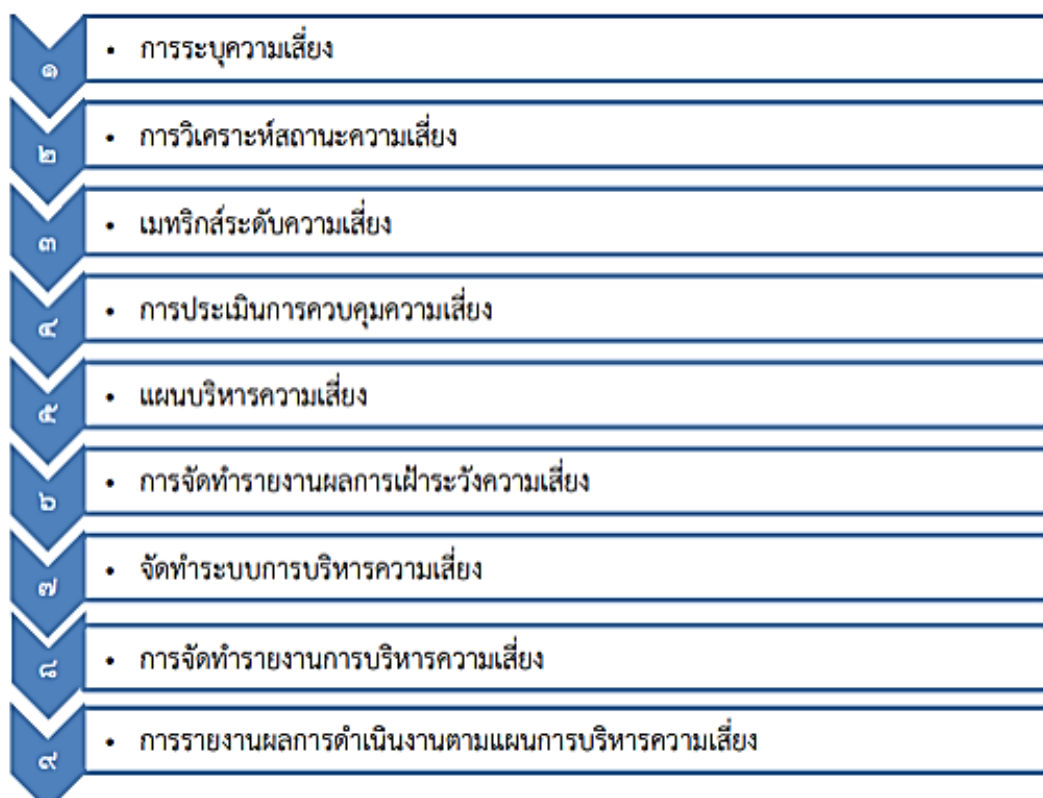 ๑ • การระบุความเสี่ยง
๒ • การวิเคราะห์สถานะความเสี่ยง
๓ • เมทริกส์ระดับความเสี่ยง
๔ • การประเมินการควบคุมความเสี่ยง
๕ • แผนบริหารความเสี่ยง
๖ • การจัดทำรายงานผลการเฝ้าระวังความเสี่ยง
๗ • จัดทำระบบการบริหารความเสี่ยง
๘ • การจัดทำรายงานการบริหารความเสี่ยง
๙ • การรายงานผลการดำเนินงานตามแผนการบริหารความเสี่ยง